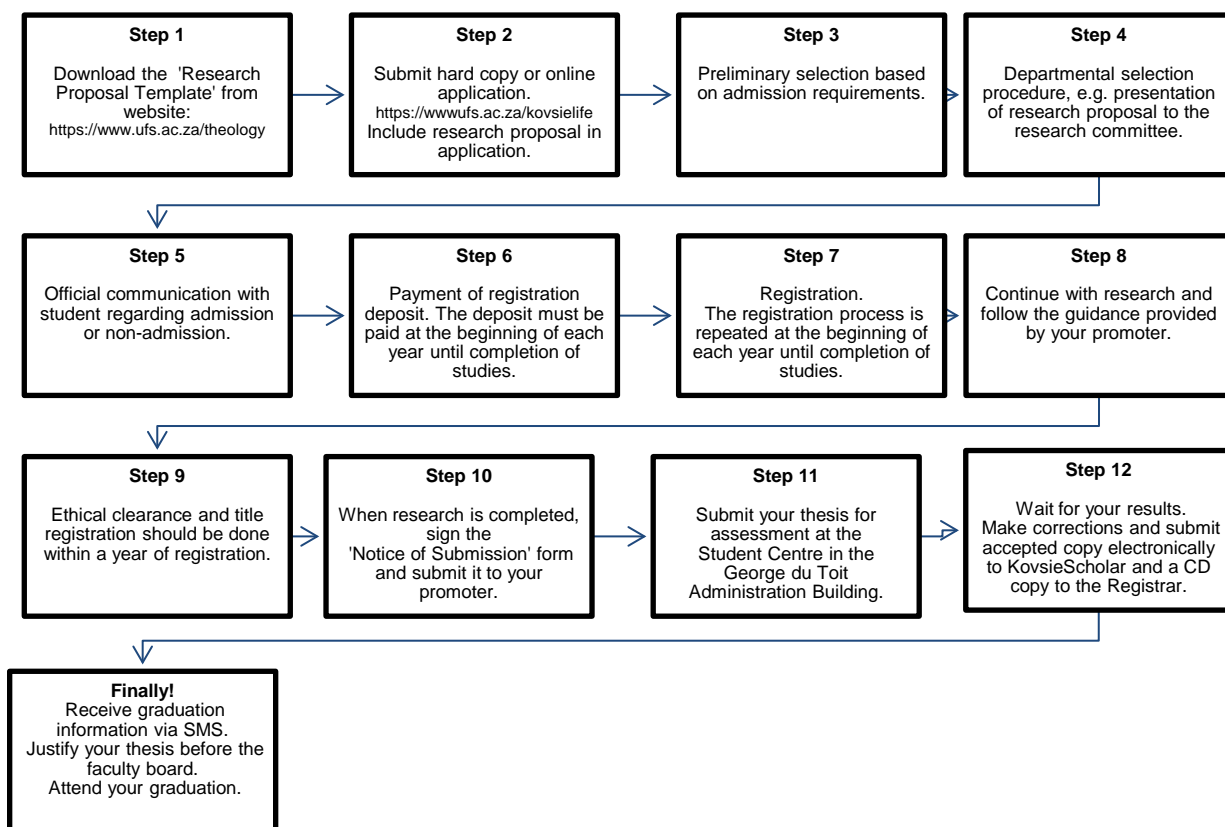 Step 1
Download the 'Research
Proposal Template' from
website:
https://www.ufs.ac.za/theology
Step 2
Submit hard copy or online
application.
https://wwwufs.ac.za/kovsielife
Include research proposal in
application.
Step 3
Preliminary selection based
on admission requirements.
Step 4
Departmental selection
procedure, e.g. presentation
of research proposal to the
research committee.
Step 5
Official communication with
student regarding admission
or non-admission.
Step 6
Payment of registration
deposit. The deposit must be
paid at the beginning of each
year until completion of
studies.
Step 7
Registration.
The registration process is
repeated at the beginning of
each year until completion of
studies.
Step 8
Continue with research and
follow the guidance provided
by your promoter.
Step 9
Ethical clearance and title
registration should be done
within a year of registration.
Step 10
When research is completed,
sign the
'Notice of Submission' form
and submit it to your
promoter.
Step 11
Submit your thesis for
assessment at the
Student Centre in the
George du Toit
Administration Building.
Step 12
Wait for your results.
Make corrections and submit
accepted copy electronically
to KovsieScholar and a CD
copy to the Registrar.
Finally!
Receive graduation
information via SMS.
Justify your thesis before the
faculty board.
Attend your graduation.